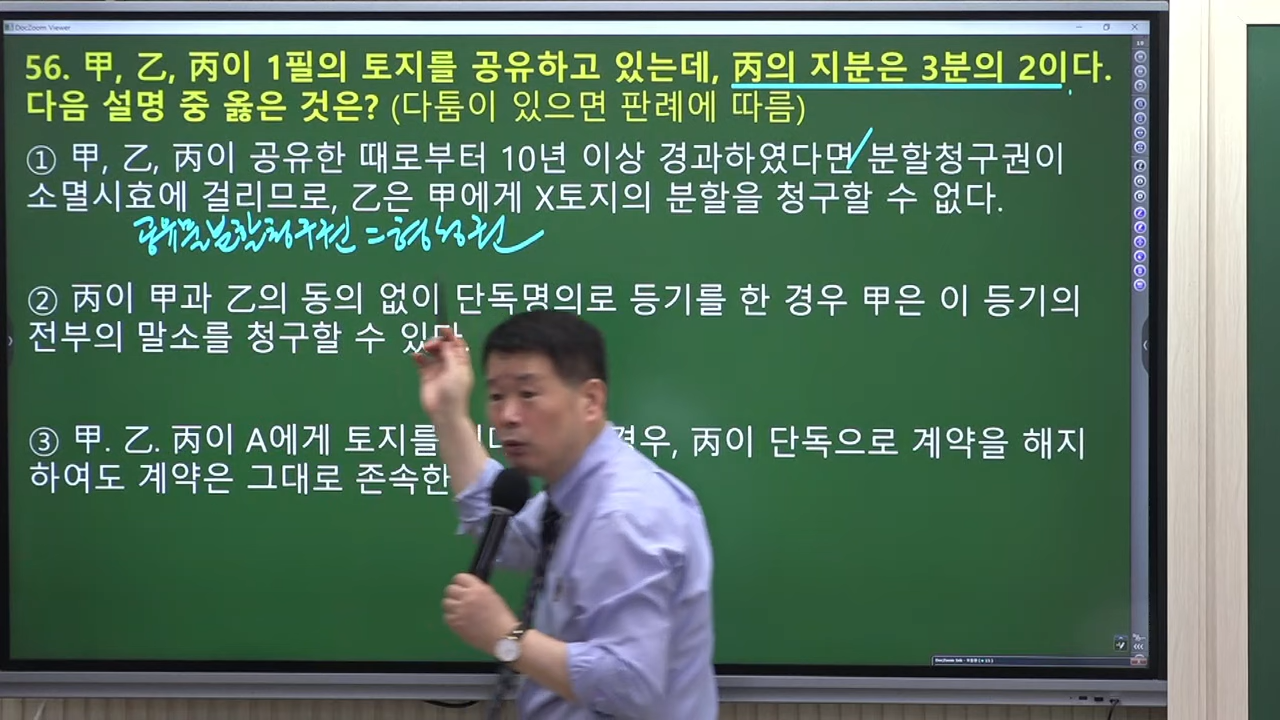 DocZoom Viewer
56. 甲, 乙, 丙이 1필의 토지를 공유하고 있는데, 丙의 지분은 3분의 2이다.
다음 설명 중 옳은 것은? (다툼이 있으면 판례에 따름)
① 甲, 乙, 丙이 공유한 때로부터 10년 이상 경과하였다면 분할청구권이
소멸시효에 걸리므로, 乙은 甲에게 X토지의 분할을 청구할 수 없다.
공유물분할청구권 = 형성권
② 丙이 甲과 乙의 동의 없이 단독명의로 등기를 한 경우 甲은 이 등기의
전부의 말소를 청구할 수 있다.
③ 甲. 乙. 丙이 A에게 토지를 경우, 丙이 단독으로 계약을 해지
하여도 계약은 그대로 존속한